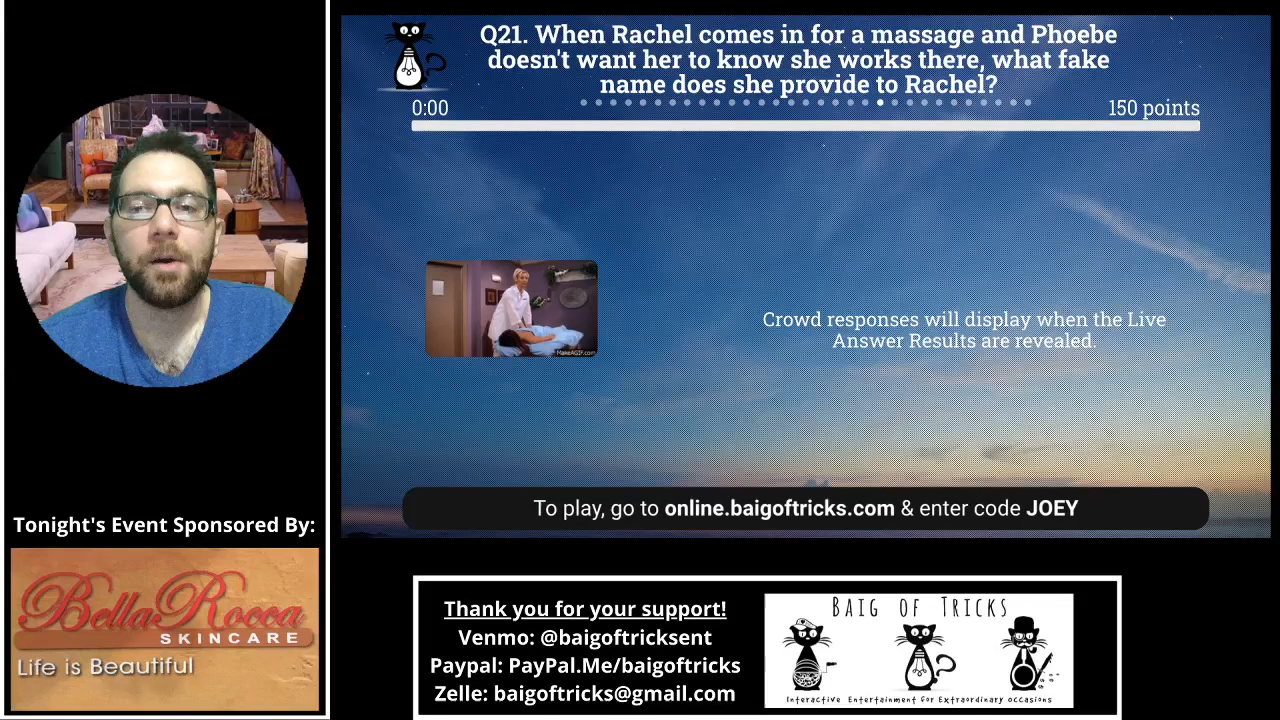 Q21. When Rachel comes in for a massage and Phoebe
doesn't want her to know she works there, what fake
name does she provide to Rachel?
0:00
150 points
MakeAGIF.com
Crowd responses will display when the Live
Answer Results are revealed.
To play, go to online.baigoftricks.com & enter code JOEY
Tonight's Event Sponsored By:
BellaRocca
SKINCARE
Life is Beautiful
Thank you for your support!
Venmo: @baigoftricksent
Paypal: PayPal.Me/baigoftricks
Zelle: baigoftricks@gmail.com
BAIG OF TRICKS
Interactive Entertainment for Extraordinary occasions